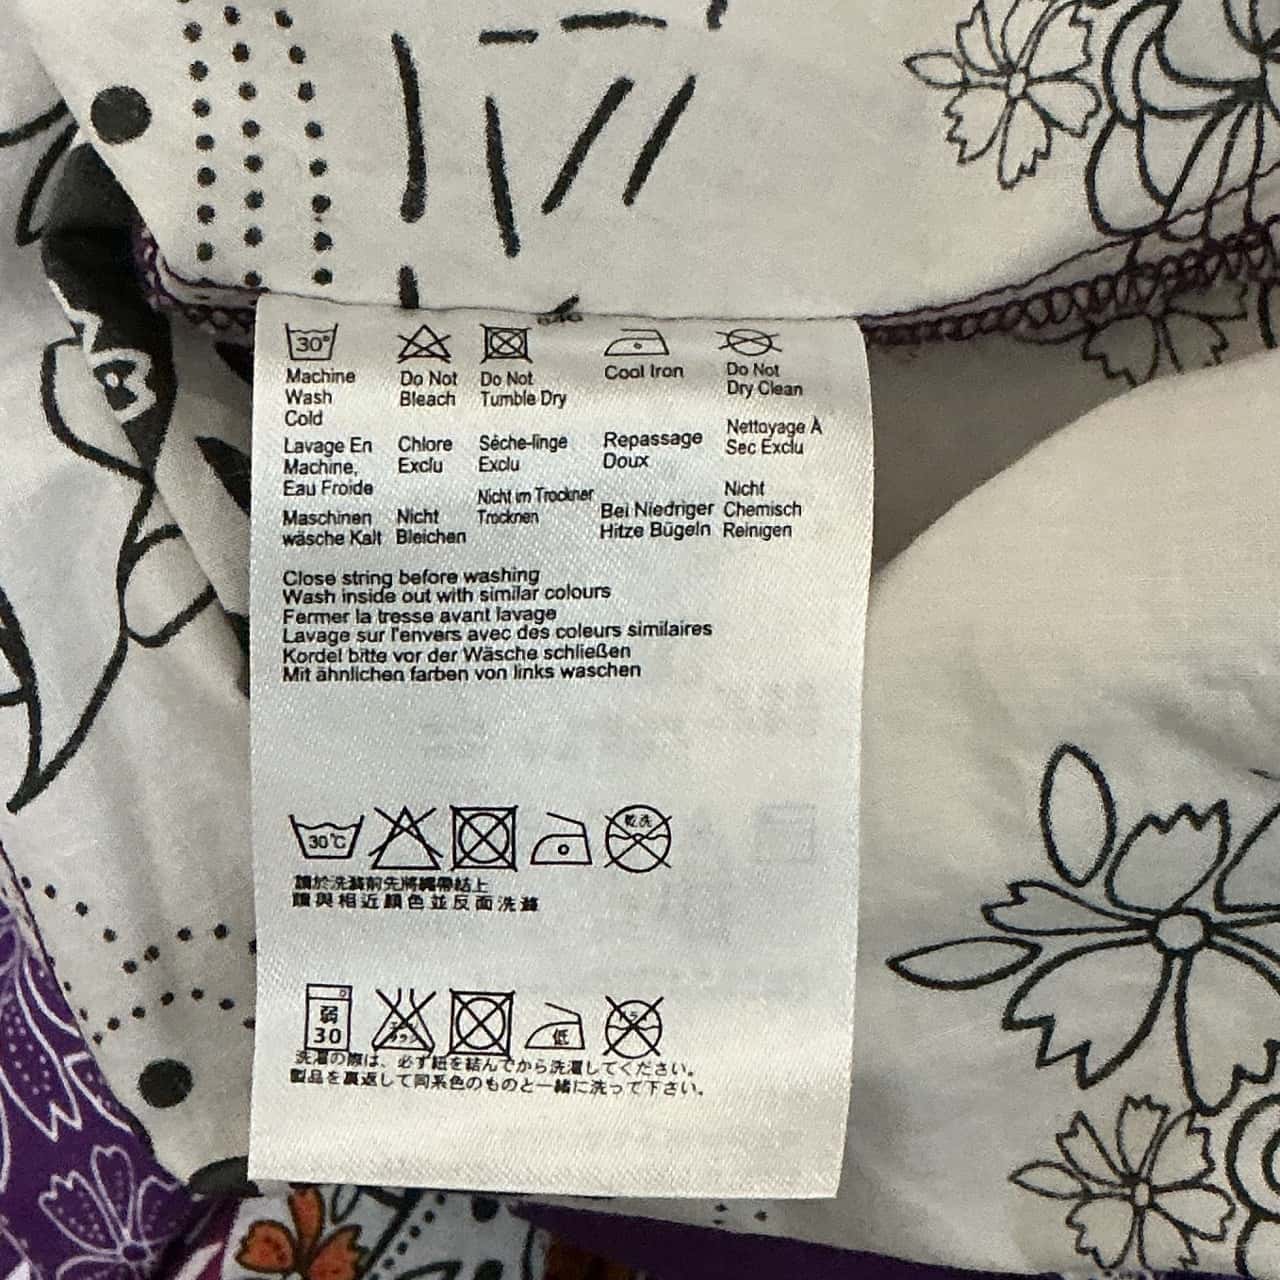 30°
Machine Wash Cold
Do Not Bleach
Do Not Tumble Dry
Cool Iron
Do Not Dry Clean
Lavage En Machine, Eau Froide
Chlore Exclu
Sèche-linge Exclu
Repassage Doux
Nettoyage À Sec Exclu
Maschinen wäsche Kalt
Nicht Bleichen
Nicht im Trockner Trocknen
Bei Niedriger Hitze Bügeln
Nicht Chemisch Reinigen
Close string before washing
Wash inside out with similar colours
Fermer la tresse avant lavage
Lavage sur l'envers avec des coleurs similaires
Kordel bitte vor der Wäsche schließen
Mit ähnlichen farben von links waschen
30°C
乾洗
請於洗滌前先將繩帶結上
請與相近顏色並反面洗滌
弱
30
低
洗濯の際は、必ず紐を結んでから洗濯してください。
製品を裏返して同系色のものと一緒に洗って下さい。